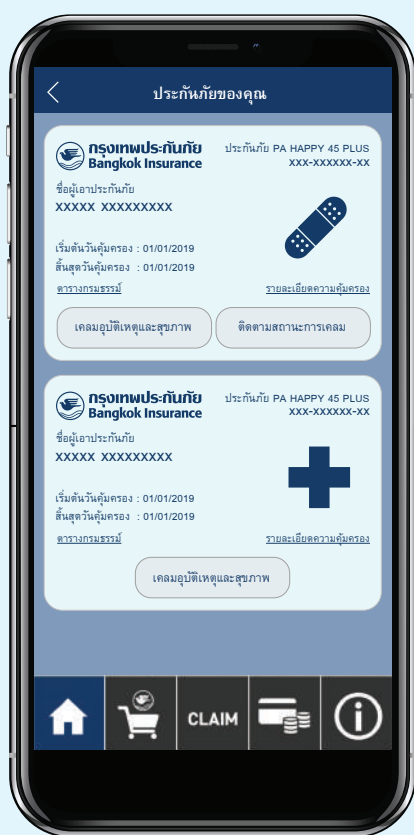 ประกันภัยของคุณ
กรุงเทพประกันภัย
Bangkok Insurance
ประกันภัย PA HAPPY 45 PLUS
XXX-XXXXXX-XX
ชื่อผู้เอาประกันภัย
XXXXX XXXXXXXXX
เริ่มต้นวันคุ้มครอง : 01/01/2019
สิ้นสุดวันคุ้มครอง : 01/01/2019
ตารางกรมธรรม์
รายละเอียดความคุ้มครอง
เคลมอุบัติเหตุและสุขภาพ
ติดตามสถานะการเคลม
กรุงเทพประกันภัย
Bangkok Insurance
ประกันภัย PA HAPPY 45 PLUS
XXX-XXXXXX-XX
ชื่อผู้เอาประกันภัย
XXXXX XXXXXXXXX
เริ่มต้นวันคุ้มครอง : 01/01/2019
สิ้นสุดวันคุ้มครอง : 01/01/2019
ตารางกรมธรรม์
รายละเอียดความคุ้มครอง
เคลมอุบัติเหตุและสุขภาพ
CLAIM